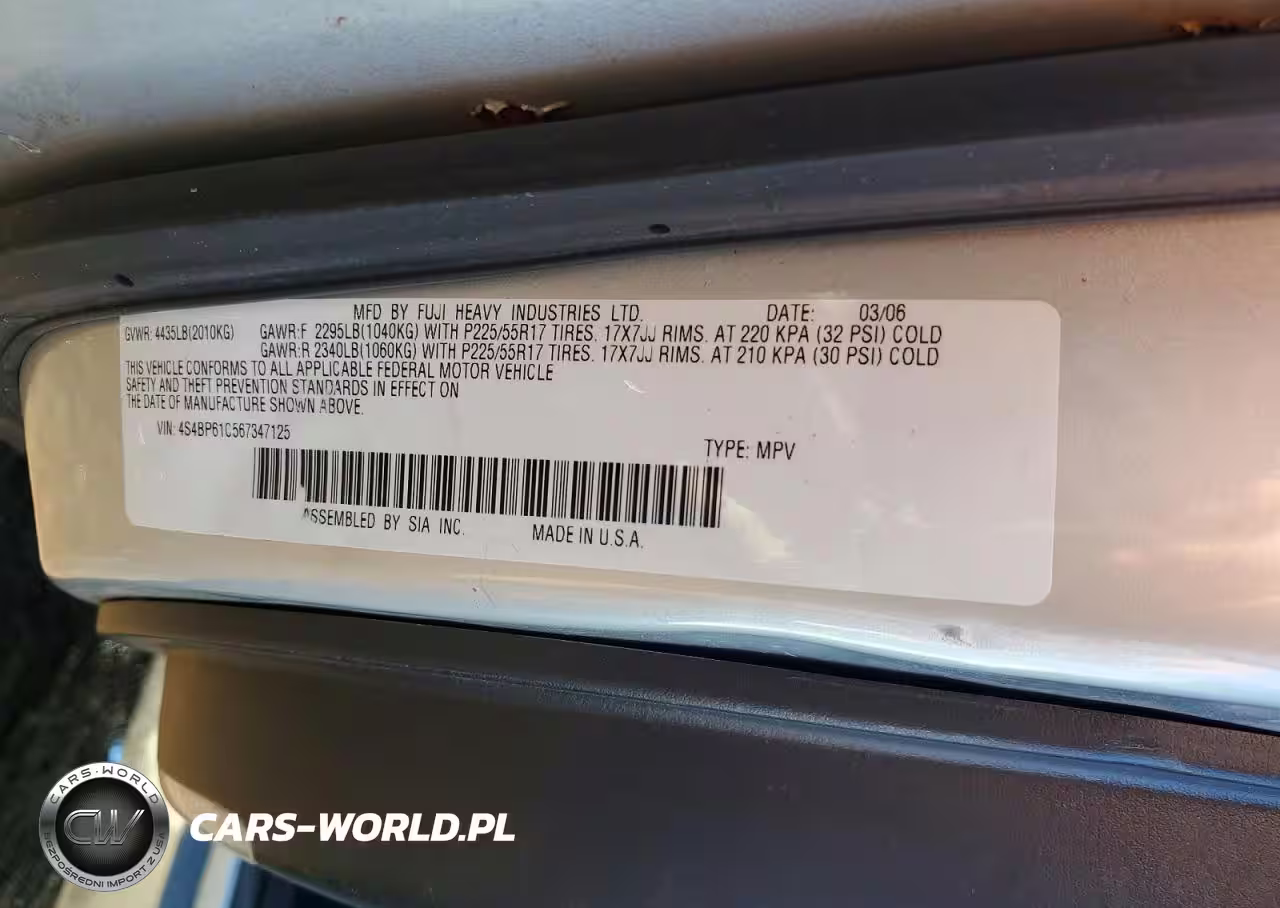 MFD BY FUJI HEAVY INDUSTRIES LTD. DATE: 03/06
GVWR: 4435LB(2010KG) GAWR:F 2295LB(1040KG) WITH P225/55R17 TIRES. 17X7JJ RIMS. AT 220 KPA (32 PSI) COLD
GAWR:R 2340LB(1060KG) WITH P225/55R17 TIRES. 17X7JJ RIMS. AT 210 KPA (30 PSI) COLD
THIS VEHICLE CONFORMS TO ALL APPLICABLE FEDERAL MOTOR VEHICLE
SAFETY AND THEFT PREVENTION STANDARDS IN EFFECT ON
THE DATE OF MANUFACTURE SHOWN ABOVE.
VIN: 4S4BP61C567347125
TYPE: MPV
ASSEMBLED BY SIA INC. MADE IN U.S.A.
CARS-WORLD
CW
BEZPOŚREDNI IMPORT Z USA
CARS-WORLD.PL